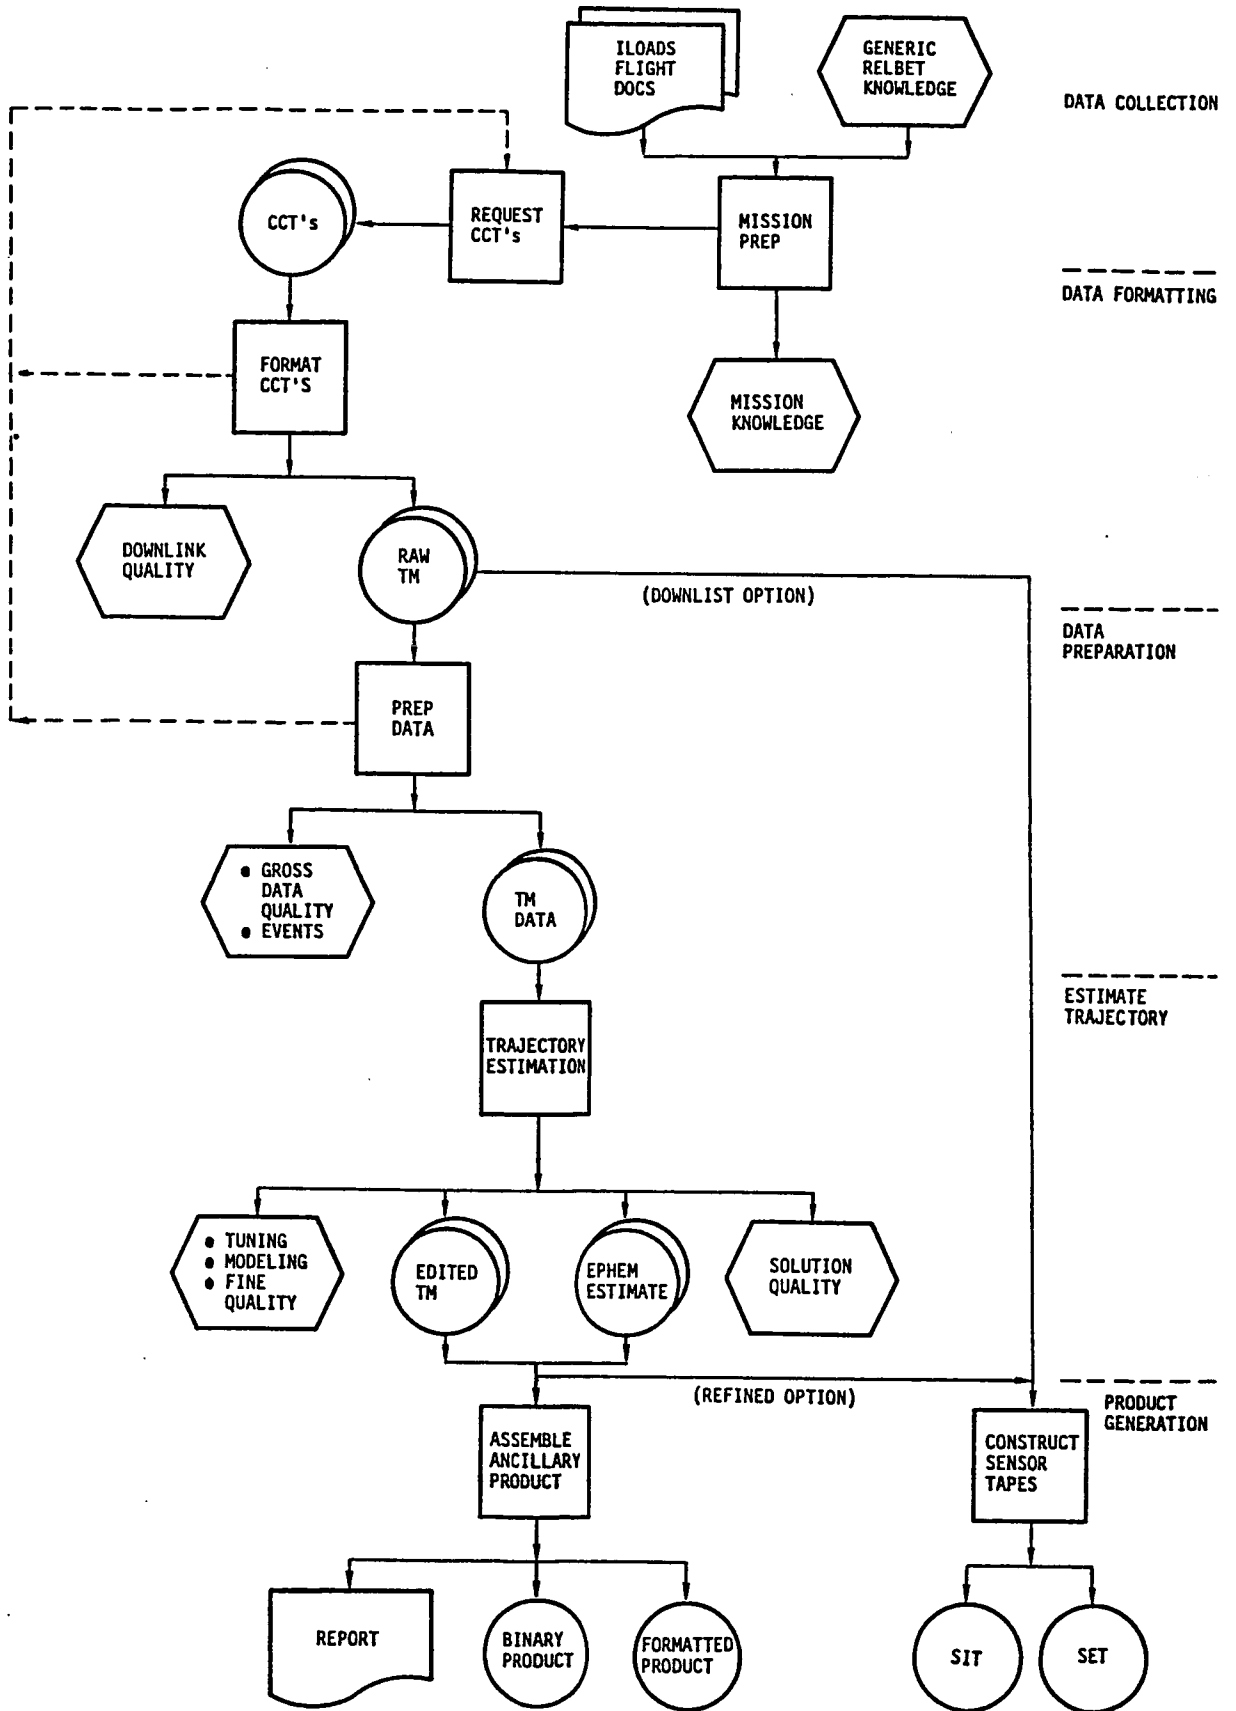 ILOADS
FLIGHT
DOCS
GENERIC
RELBET
KNOWLEDGE
DATA COLLECTION
CCT's
REQUEST
CCT's
MISSION
PREP
DATA FORMATTING
FORMAT
CCT'S
MISSION
KNOWLEDGE
DOWNLINK
QUALITY
RAW
TM
(DOWNLIST OPTION)
DATA
PREPARATION
PREP
DATA
• GROSS
DATA
QUALITY
• EVENTS
TM
DATA
ESTIMATE
TRAJECTORY
TRAJECTORY
ESTIMATION
• TUNING
• MODELING
• FINE
QUALITY
EDITED
TM
EPHEM
ESTIMATE
SOLUTION
QUALITY
(REFINED OPTION)
PRODUCT
GENERATION
ASSEMBLE
ANCILLARY
PRODUCT
CONSTRUCT
SENSOR
TAPES
REPORT
BINARY
PRODUCT
FORMATTED
PRODUCT
SIT
SET